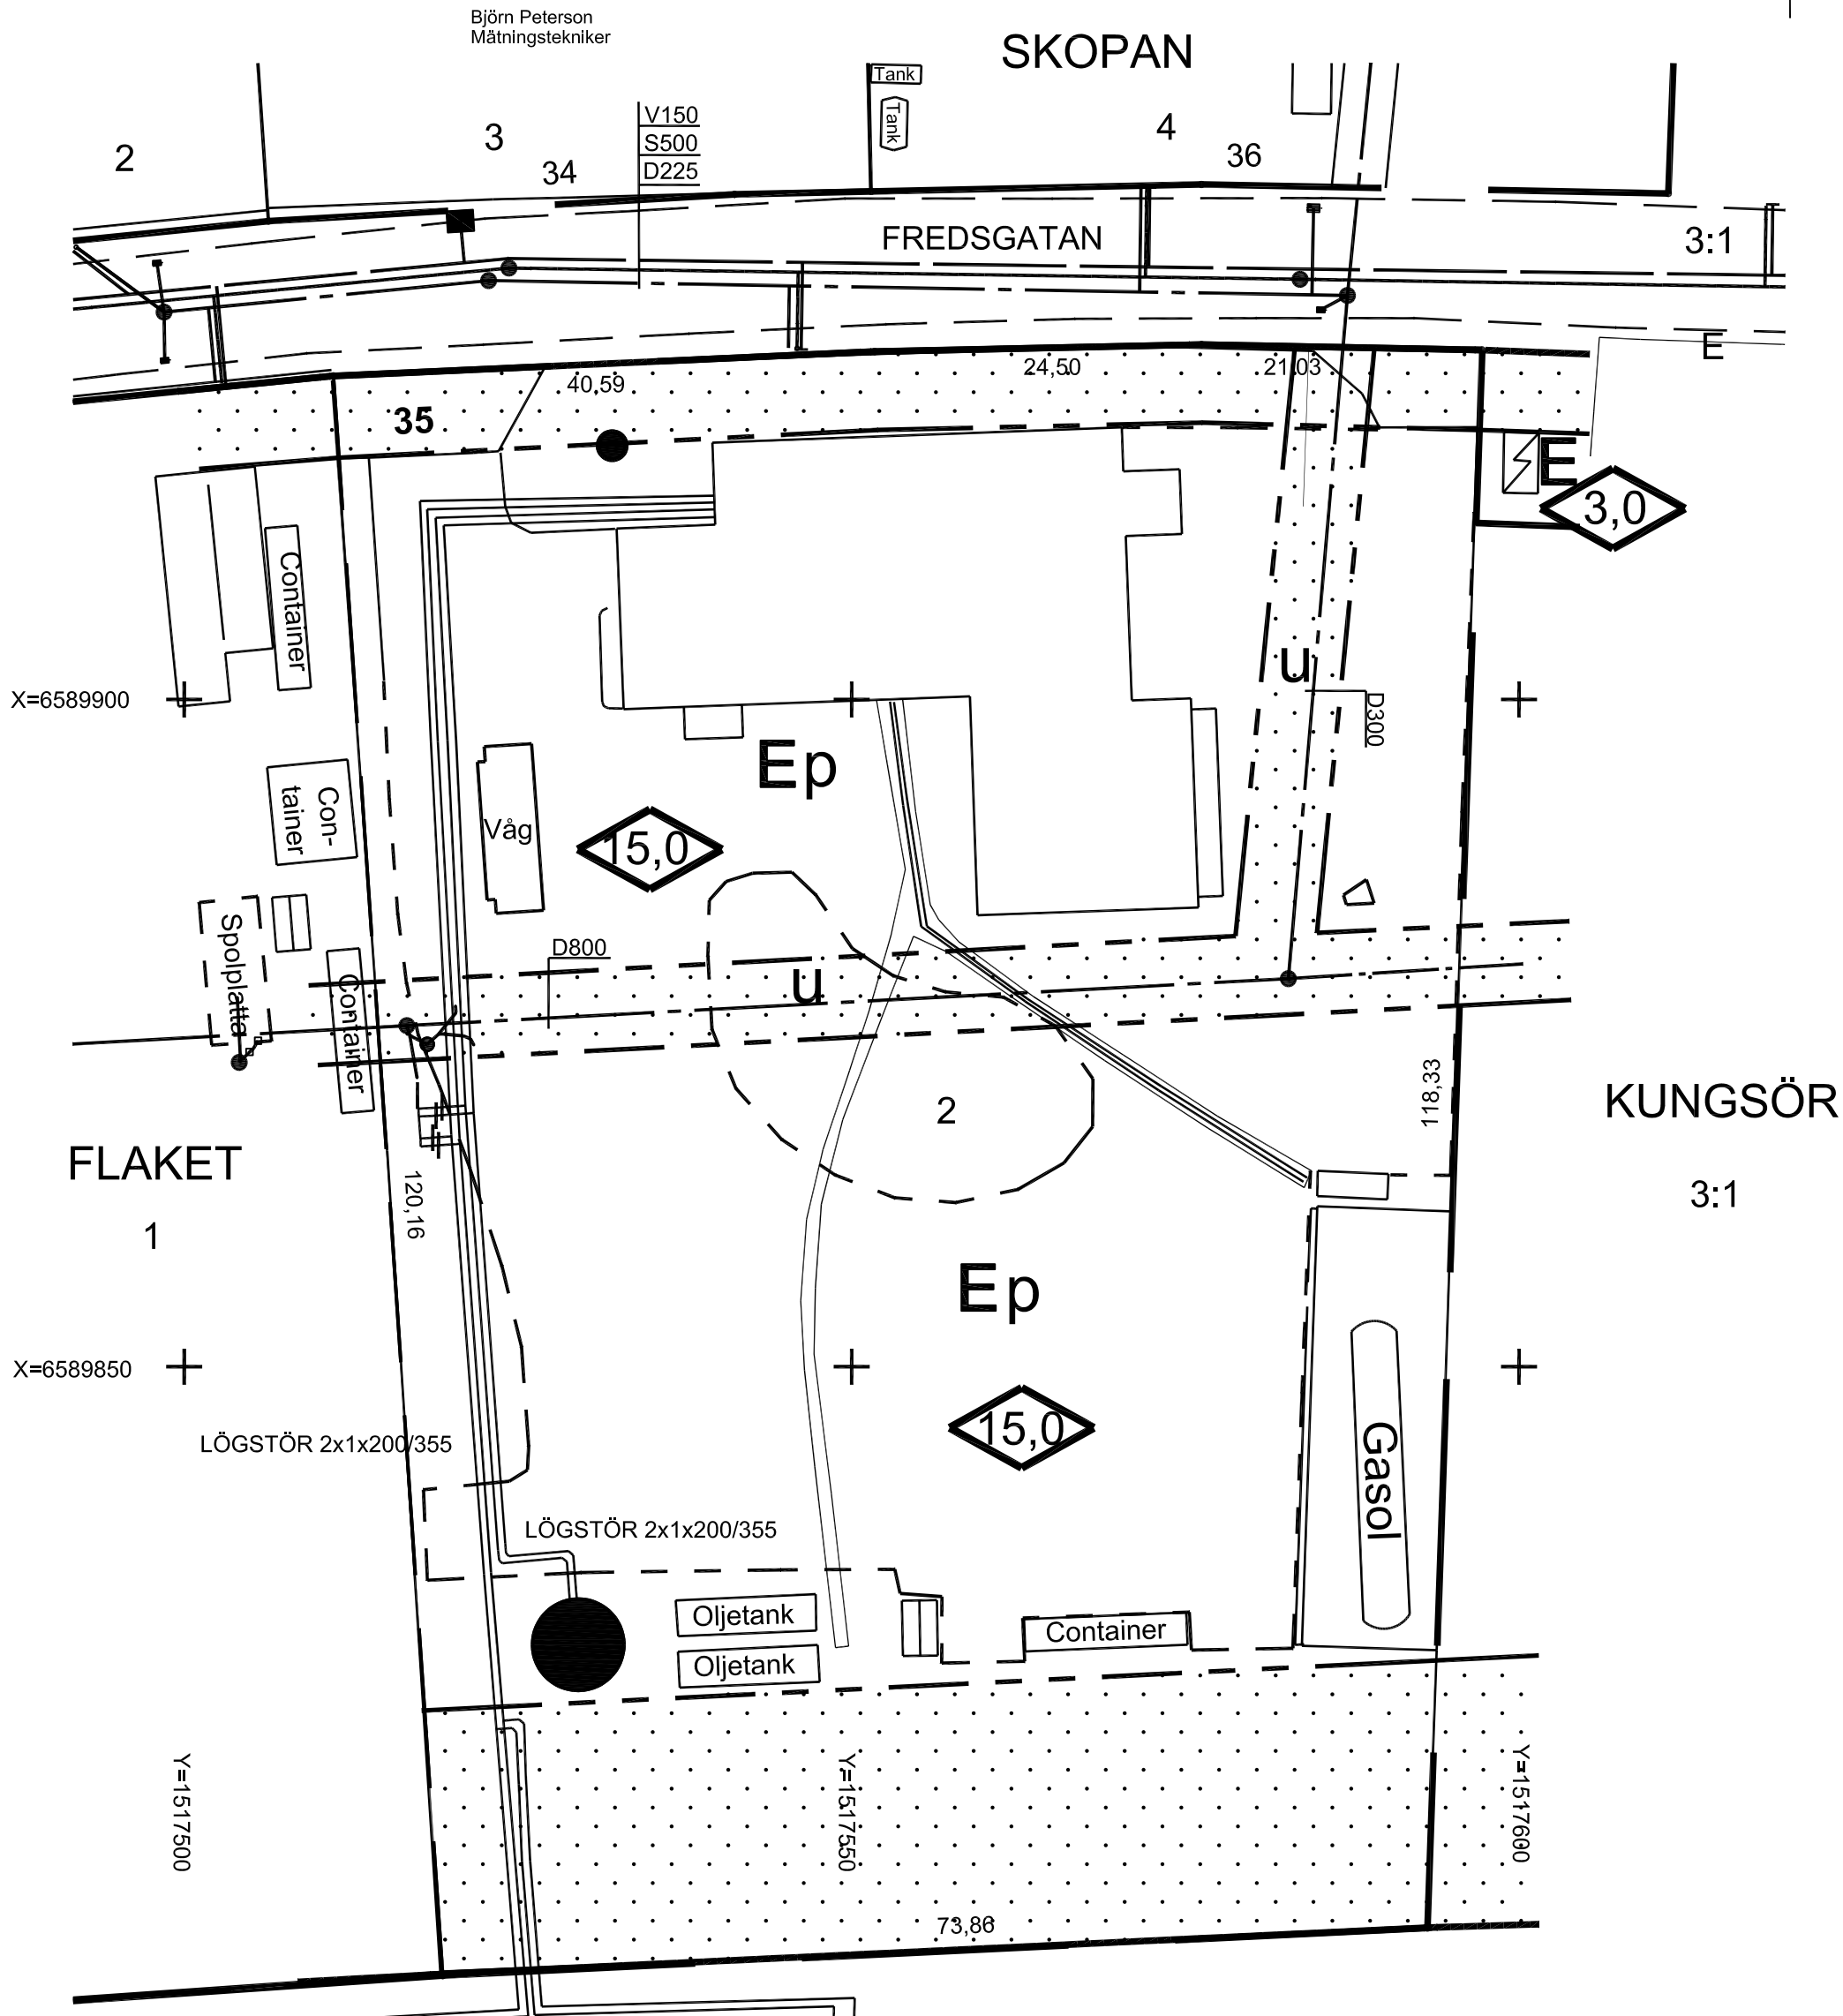 Björn Peterson
Mätningstekniker
SKOPAN
Tank
Tank
V150
S500
D225
2
3
34
4
36
FREDSGATAN
3:1
E
40,59
24,50
21,03
35
E
3,0
Container
u
X=6589900
D300
Ep
Con-
tainer
Våg
15,0
Spolplatta
D800
Container
u
2
118,33
KUNGSÖR
3:1
FLAKET
1
120,16
Ep
X=6589850
15,0
LÖGSTÖR 2x1x200/355
Gasol
LÖGSTÖR 2x1x200/355
Oljetank
Container
Oljetank
Y=1517500
Y=1517550
Y=1517600
73,86